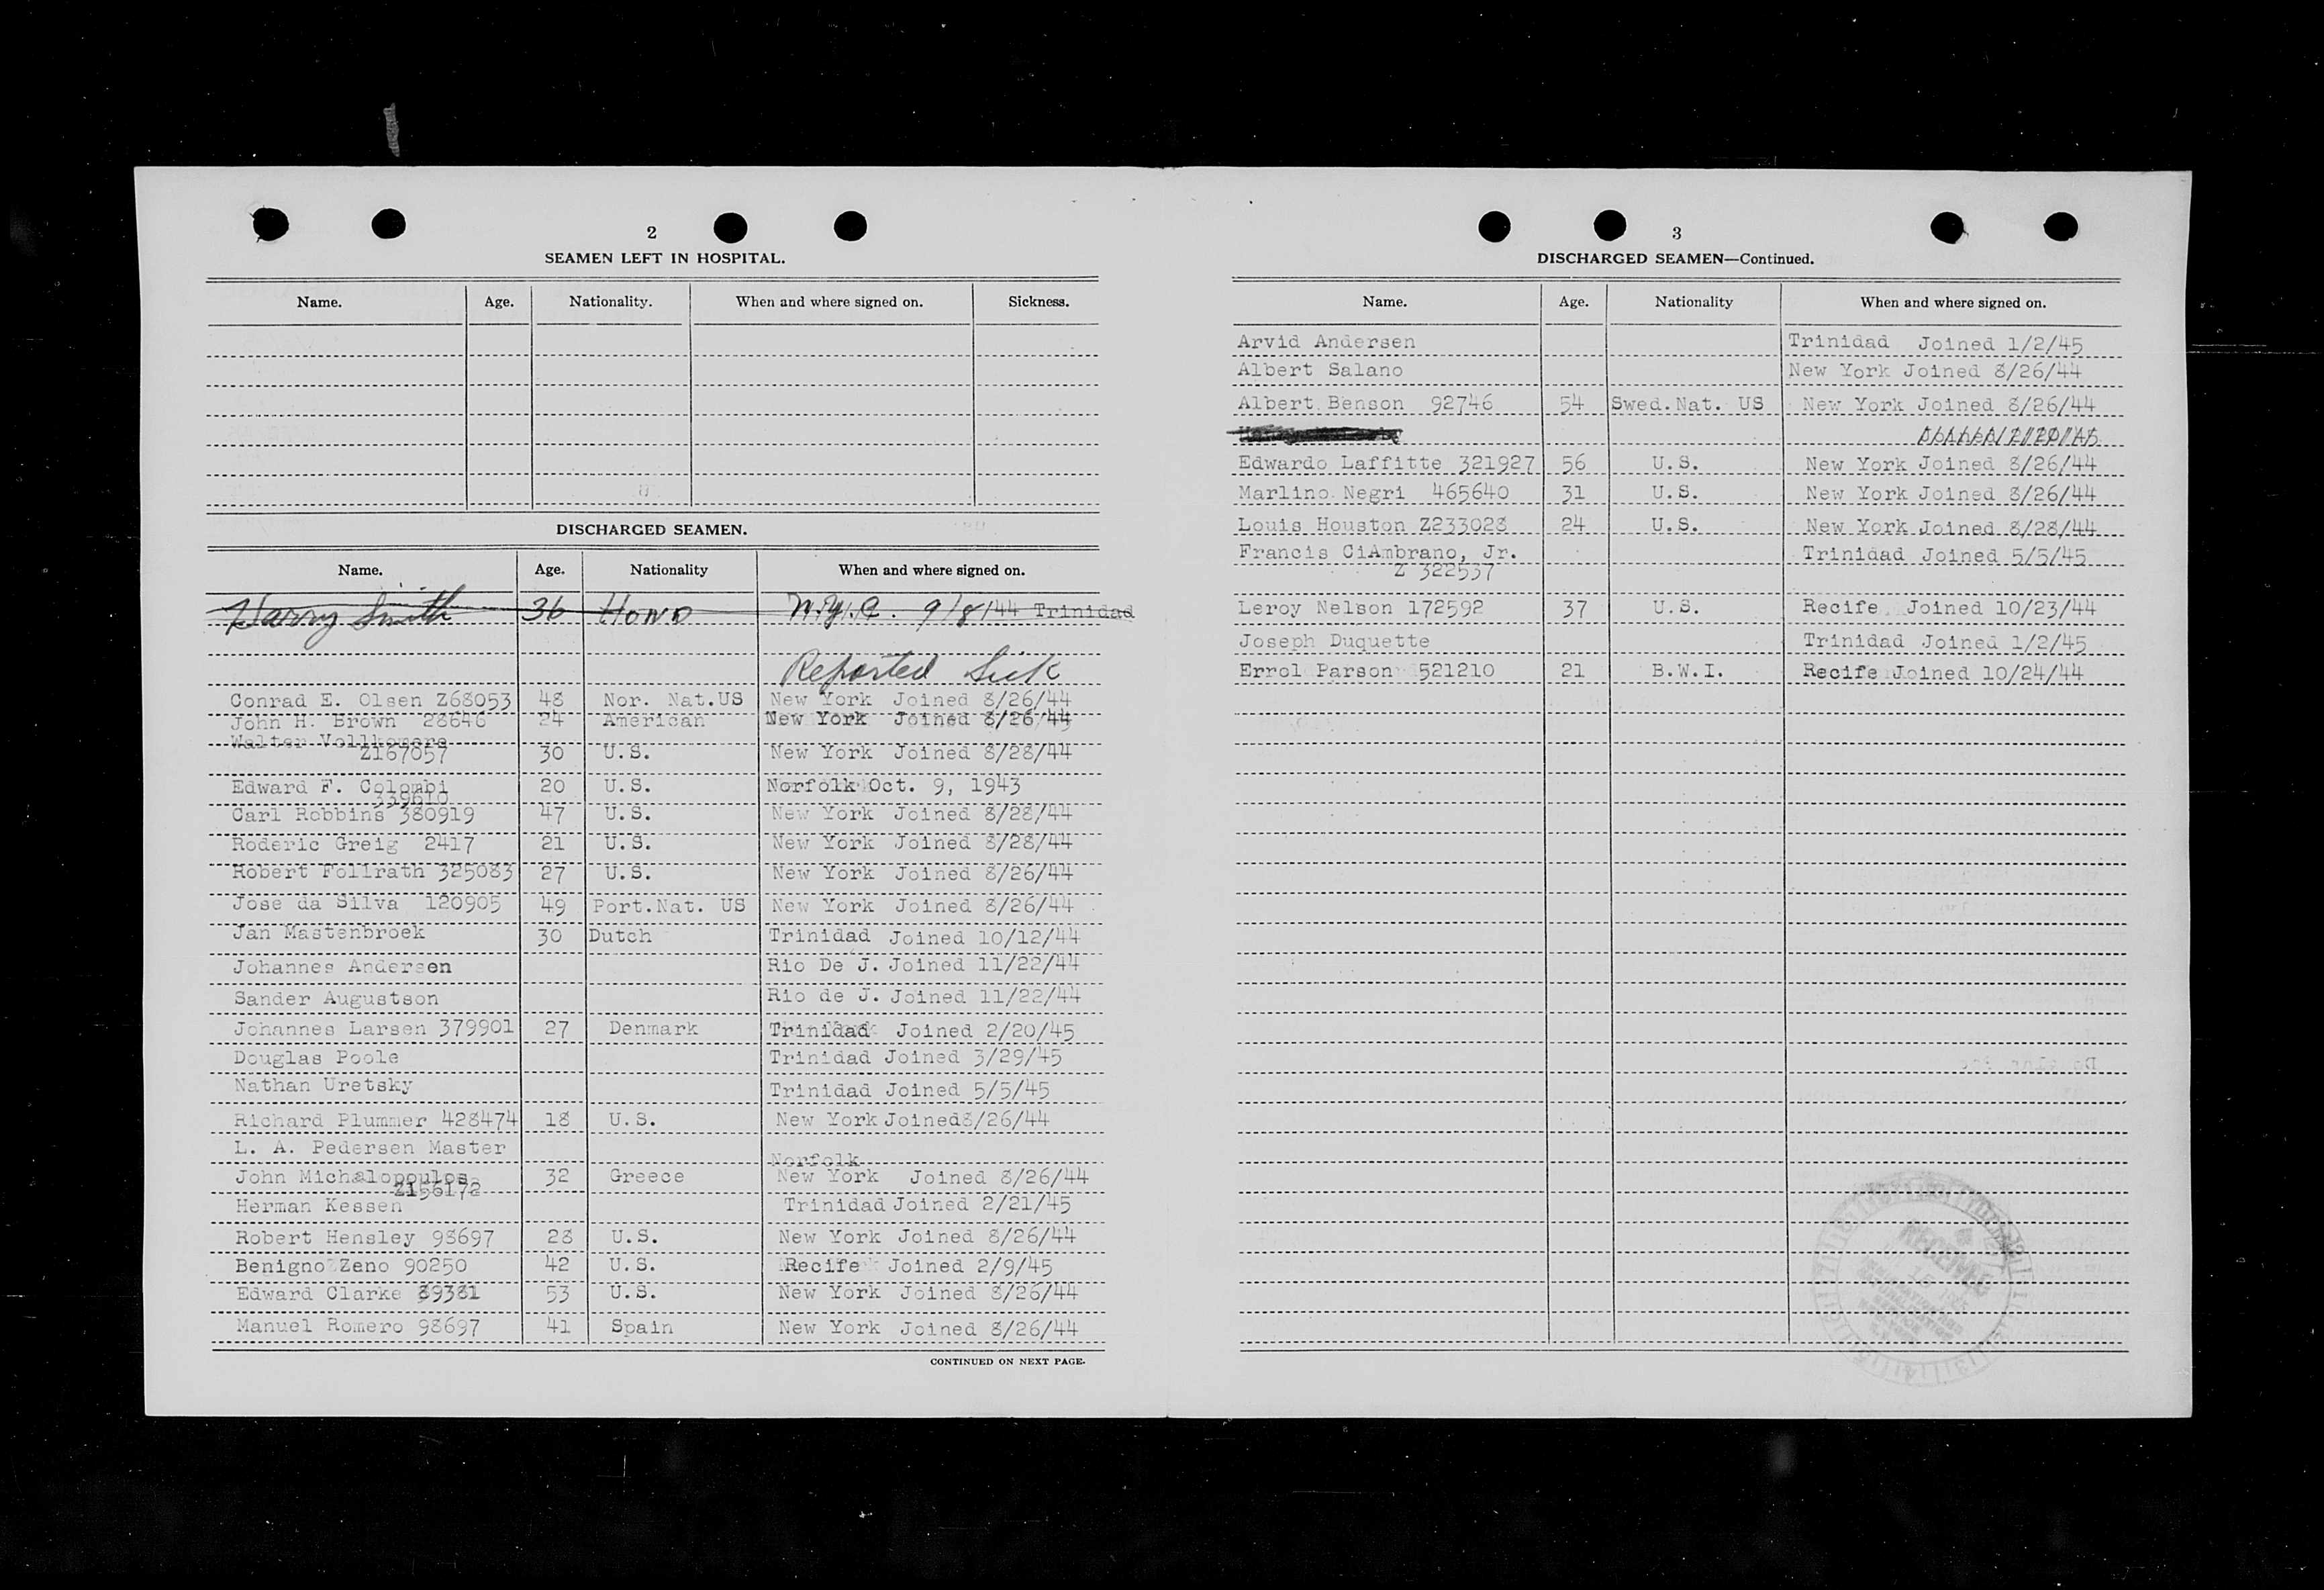 2
SEAMEN LEFT IN HOSPITAL.
Name. Age. Nationality. When and where signed on. Sickness.
DISCHARGED SEAMEN.
Name. Age. Nationality When and where signed on.
Harry Smith 36 HOND N.Y.C. 9/8/44 Trinidad
Reported Sick
Conrad E. Olsen Z68053 48 Nor. Nat.US New York Joined 8/26/44
John H. Brown 28646 24 American New York Joined 8/26/44
Walter
Z167057 30 U.S. New York Joined 8/28/44
Edward F. Colombi 20 U.S. Norfolk Oct. 9, 1943
339610
Carl Robbins 380919 47 U.S. New York Joined 8/28/44
Roderic Greig 2417 21 U.S. New York Joined 8/28/44
Robert Follrath 325083 27 U.S. New York Joined 8/26/44
Jose da Silva 120905 49 Port.Nat. US New York Joined 8/26/44
Jan Mastenbroek 30 Dutch Trinidad Joined 10/12/44
Johannes Andersen Rio De J. Joined 11/22/44
Sander Augustson Rio de J. Joined 11/22/44
Johannes Larsen 379901 27 Denmark Trinidad Joined 2/20/45
Douglas Poole Trinidad Joined 3/29/45
Nathan Uretsky Trinidad Joined 5/5/45
Richard Plummer 428474 18 U.S. New York Joined8/26/44
L. A. Pedersen Master
Norfolk
John Michalopoulos 32 Greece New York Joined 8/26/44
Z156172
Herman Kessen Trinidad Joined 2/21/45
Robert Hensley 98697 28 U.S. New York Joined 8/26/44
Benigno Zeno 90250 42 U.S. Recife Joined 2/9/45
Edward Clarke 89381 53 U.S. New York Joined 8/26/44
Manuel Romero 98697 41 Spain New York Joined 8/26/44
CONTINUED ON NEXT PAGE.
3
DISCHARGED SEAMEN—Continued.
Name. Age. Nationality When and where signed on.
Arvid Andersen Trinidad Joined 1/2/45
Albert Salano New York Joined 8/26/44
Albert Benson 92746 54 Swed.Nat. US New York Joined 8/26/44
Edwardo Laffitte 321927 56 U.S. New York Joined 8/26/44
Marlino Negri 465640 31 U.S. New York Joined 8/26/44
Louis Houston Z233028 24 U.S. New York Joined 8/28/44
Francis CiAmbrano, Jr. Trinidad Joined 5/5/45
Z 322537
Leroy Nelson 172592 37 U.S. Recife Joined 10/23/44
Joseph Duquette Trinidad Joined 1/2/45
Errol Parson 521210 21 B.W.I. Recife Joined 10/24/44
RECEIVED